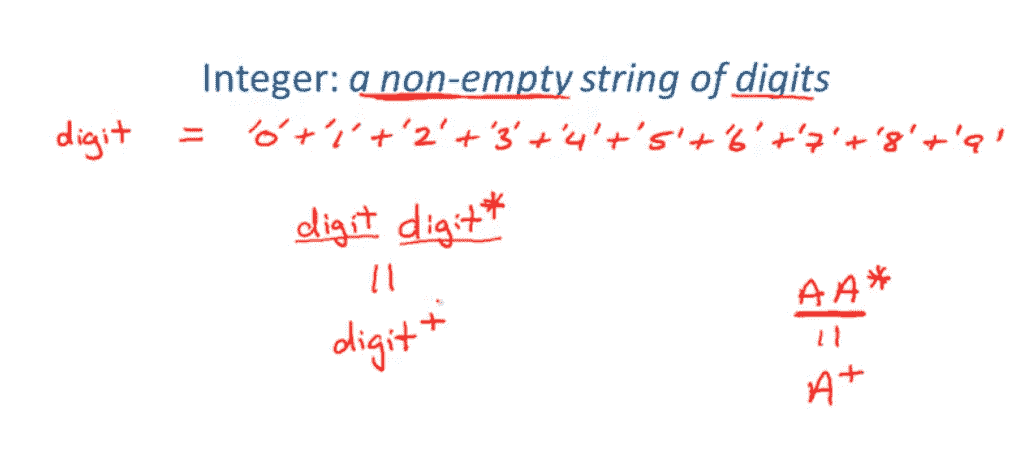 Integer: a non-empty string of digits
digit = '0' + '1' + '2' + '3' + '4' + '5' + '6' + '7' + '8' + '9'
digit digit*
||
digit+
AA*
||
A+